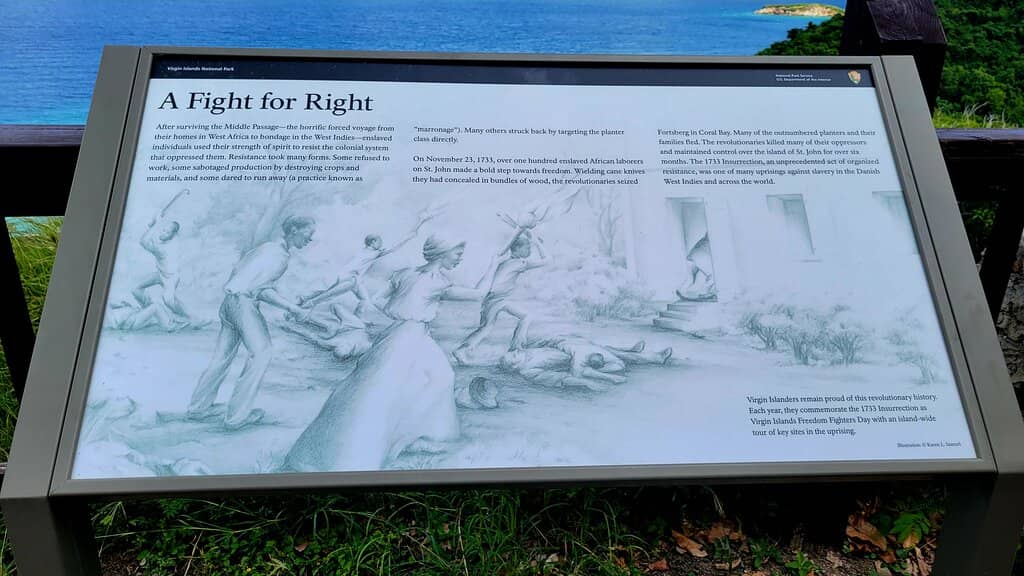 Virgin Islands National Park
National Park Service
U.S. Department of the Interior
A Fight for Right
After surviving the Middle Passage—the horrific forced voyage from
their homes in West Africa to bondage in the West Indies—enslaved
individuals used their strength of spirit to resist the colonial system
that oppressed them. Resistance took many forms. Some refused to
work, some sabotaged production by destroying crops and
materials, and some dared to run away (a practice known as
"marronage"). Many others struck back by targeting the planter
class directly.
On November 23, 1733, over one hundred enslaved African laborers
on St. John made a bold step towards freedom. Wielding cane knives
they had concealed in bundles of wood, the revolutionaries seized
Fortsberg in Coral Bay. Many of the outnumbered planters and their
families fled. The revolutionaries killed many of their oppressors
and maintained control over the island of St. John for over six
months. The 1733 Insurrection, an unprecedented act of organized
resistance, was one of many uprisings against slavery in the Danish
West Indies and across the world.
Virgin Islanders remain proud of this revolutionary history.
Each year, they commemorate the 1733 Insurrection as
Virgin Islands Freedom Fighters Day with an island-wide
tour of key sites in the uprising.
Illustration: © Karen L. Samuel